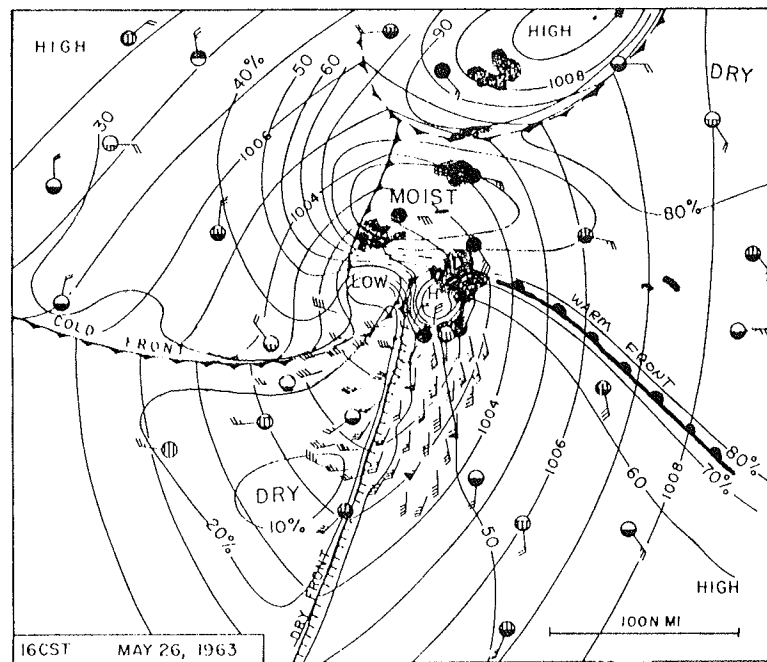 HIGH
90
HIGH
40%
50
60
1008
DRY
30
1006
MOIST
1004
80%
LOW
H
COLD FRONT
WARM FRONT
1004
1006
1008
80%
70%
60
DRY
10%
20%
50
DRY FRONT
HIGH
100N MI
16CST MAY 26, 1963